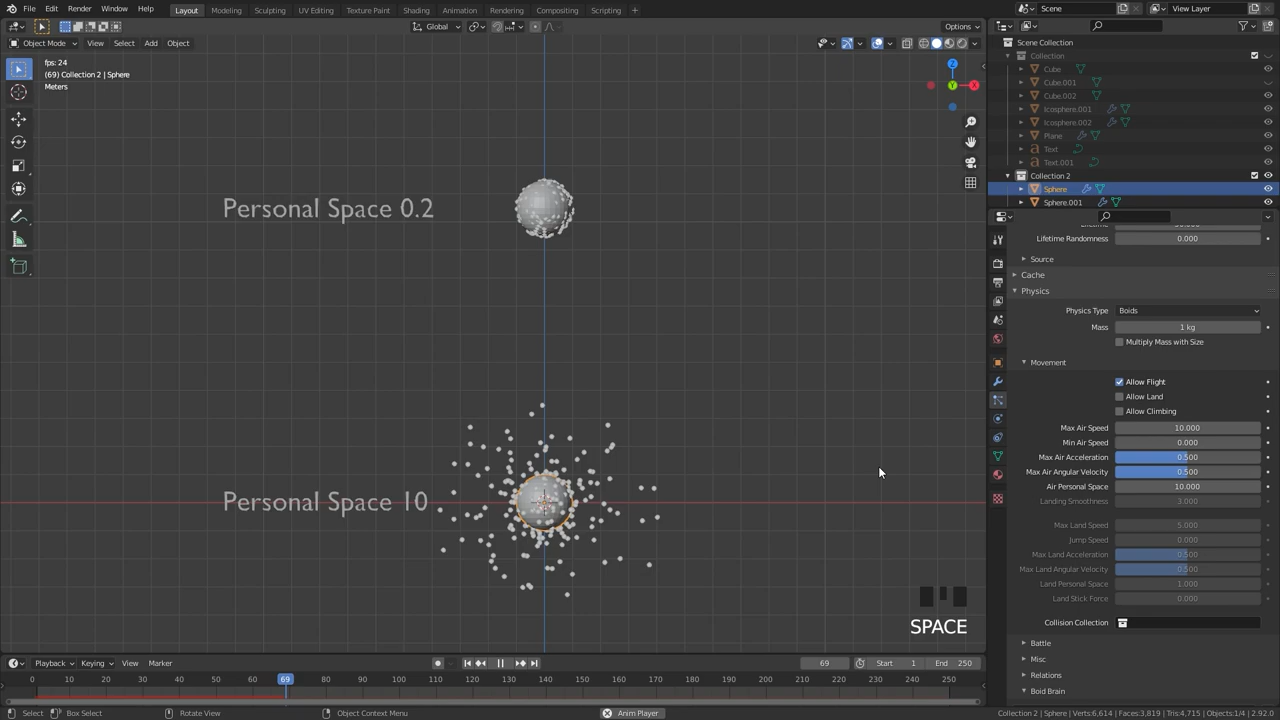 File Edit Render Window Help Layout Modeling Sculpting UV Editing Texture Paint Shading Animation Rendering Compositing Scripting + Scene View Layer
Global Options
Object Mode View Select Add Object
fps: 24
(69) Collection 2 | Sphere
Meters
Z
Y
X
Personal Space 0.2
Personal Space 10
SPACE
Scene Collection
Collection
Cube
Cube.001
Cube.002
Icosphere.001
Icosphere.002
Plane
Text
Text.001
Collection 2
Sphere
Sphere.001
Lifetime Randomness 0.000
Source
Cache
Physics
Physics Type Boids
Mass 1 kg
Multiply Mass with Size
Movement
Allow Flight
Allow Land
Allow Climbing
Max Air Speed 10.000
Min Air Speed 0.000
Max Air Acceleration 0.500
Max Air Angular Velocity 0.500
Air Personal Space 10.000
Landing Smoothness 3.000
Max Land Speed 5.000
Jump Speed 0.000
Max Land Acceleration 0.500
Max Land Angular Velocity 0.500
Land Personal Space 1.000
Land Stick Force 0.000
Collision Collection
Battle
Misc
Relations
Boid Brain
Playback Keying View Marker 69 Start 1 End 250
0 10 20 30 40 50 60 69 80 90 100 110 120 130 140 150 160 170 180 190 200 210 220 230 240 250
Select Box Select Rotate View Object Context Menu Anim Player Collection 2 | Sphere | Verts:6,614 | Faces:3,819 | Tris:4,715 | Objects:1/4 | 2.92.0